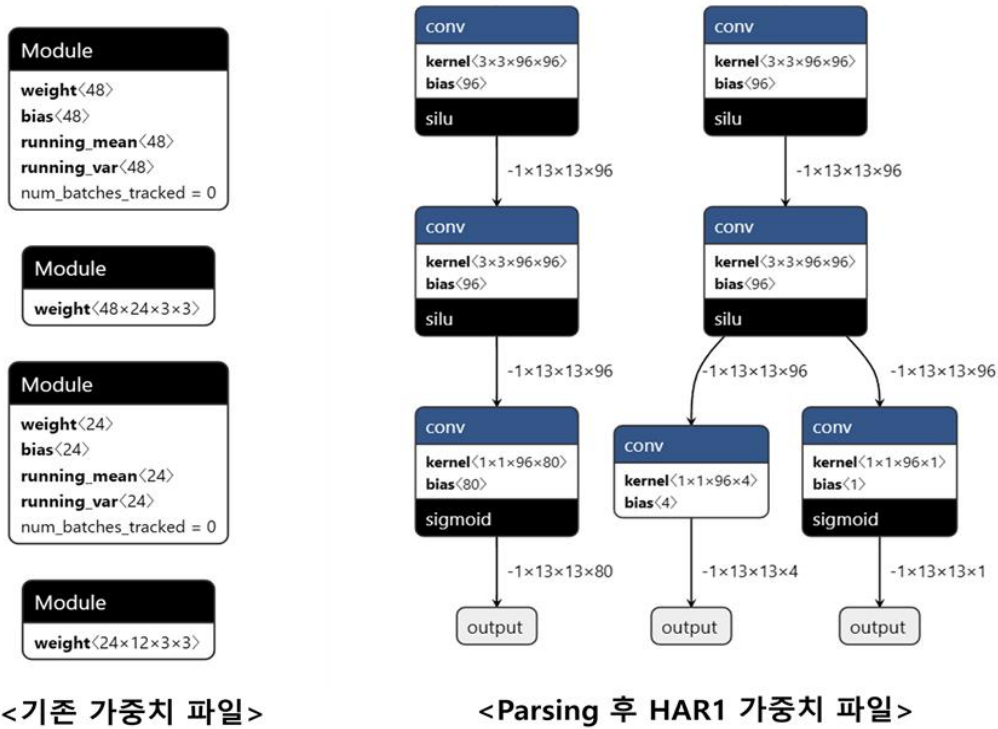 Module
weight〈48〉
bias〈48〉
running_mean〈48〉
running_var〈48〉
num_batches_tracked = 0
Module
weight〈48×24×3×3〉
Module
weight〈24〉
bias〈24〉
running_mean〈24〉
running_var〈24〉
num_batches_tracked = 0
Module
weight〈24×12×3×3〉
<기존 가중치 파일>
conv
kernel〈3×3×96×96〉
bias〈96〉
silu
-1×13×13×96
conv
kernel〈3×3×96×96〉
bias〈96〉
silu
-1×13×13×96
conv
kernel〈1×1×96×80〉
bias〈80〉
sigmoid
-1×13×13×80
output
conv
kernel〈3×3×96×96〉
bias〈96〉
silu
-1×13×13×96
conv
kernel〈3×3×96×96〉
bias〈96〉
silu
-1×13×13×96
conv
kernel〈1×1×96×4〉
bias〈4〉
-1×13×13×4
output
-1×13×13×96
conv
kernel〈1×1×96×1〉
bias〈1〉
sigmoid
-1×13×13×1
output
<Parsing 후 HAR1 가중치 파일>